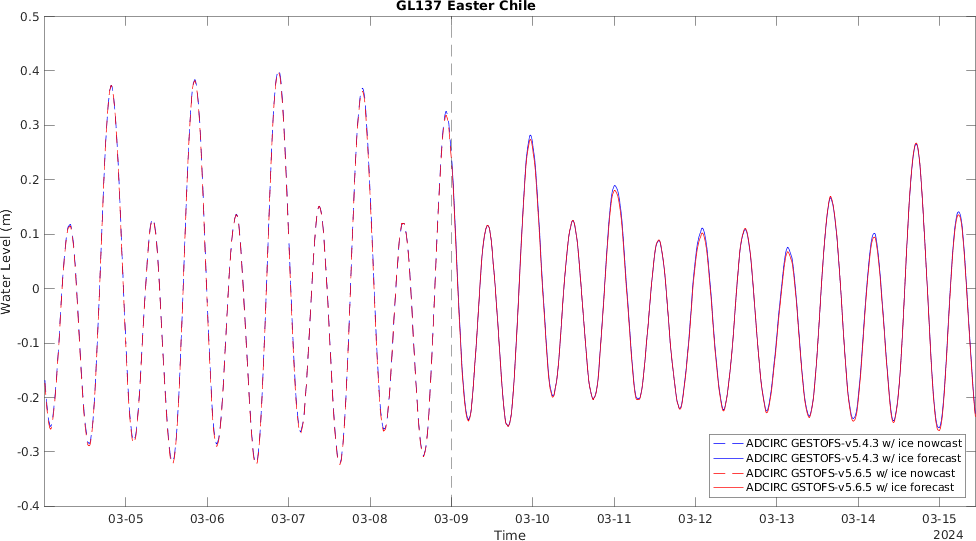 GL137 Easter Chile
0.5
0.4
0.3
0.2
0.1
0
-0.1
-0.2
-0.3
-0.4
Water Level (m)
ADCIRC GESTOFS-v5.4.3 w/ ice nowcast
ADCIRC GESTOFS-v5.4.3 w/ ice forecast
ADCIRC GSTOFS-v5.6.5 w/ ice nowcast
ADCIRC GSTOFS-v5.6.5 w/ ice forecast
03-05 03-06 03-07 03-08 03-09 03-10 03-11 03-12 03-13 03-14 03-15
Time
2024